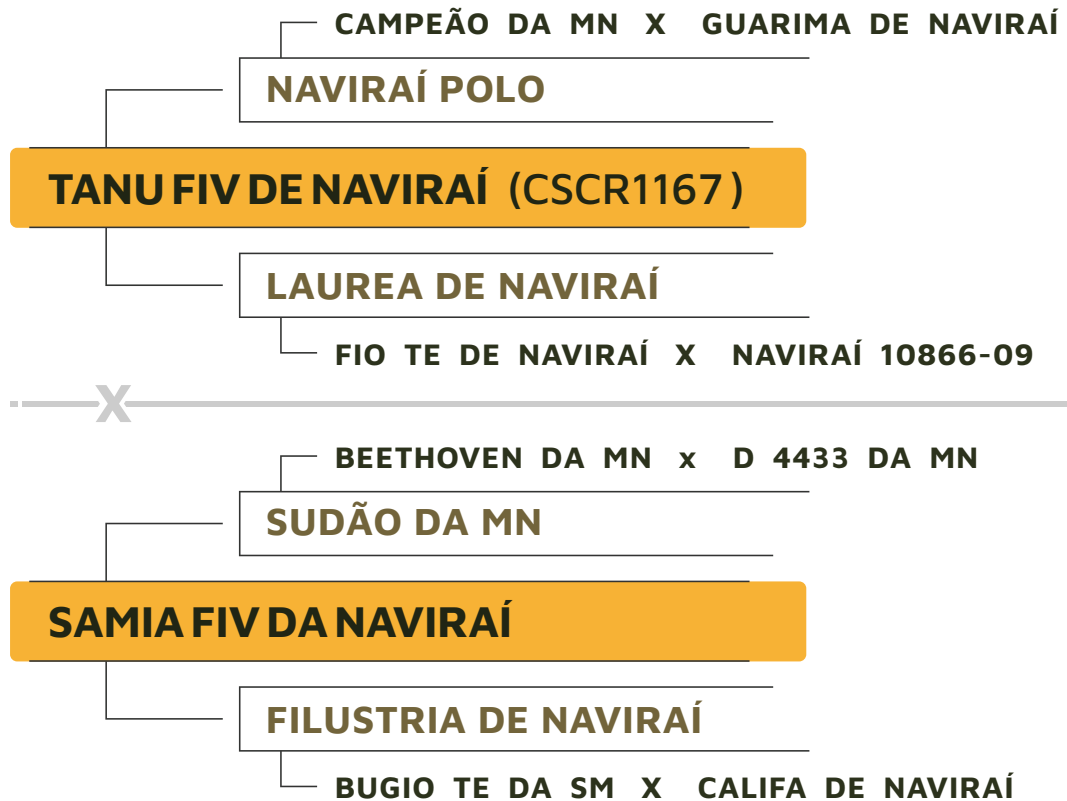 CAMPEÃO DA MN X GUARIMA DE NAVIRAÍ
NAVIRAÍ POLO
TANU FIV DE NAVIRAÍ (CSCR1167 )
LAUREA DE NAVIRAÍ
FIO TE DE NAVIRAÍ X NAVIRAÍ 10866-09
X
BEETHOVEN DA MN x D 4433 DA MN
SUDÃO DA MN
SAMIA FIV DA NAVIRAÍ
FILUSTRIA DE NAVIRAÍ
BUGIO TE DA SM X CALIFA DE NAVIRAÍ